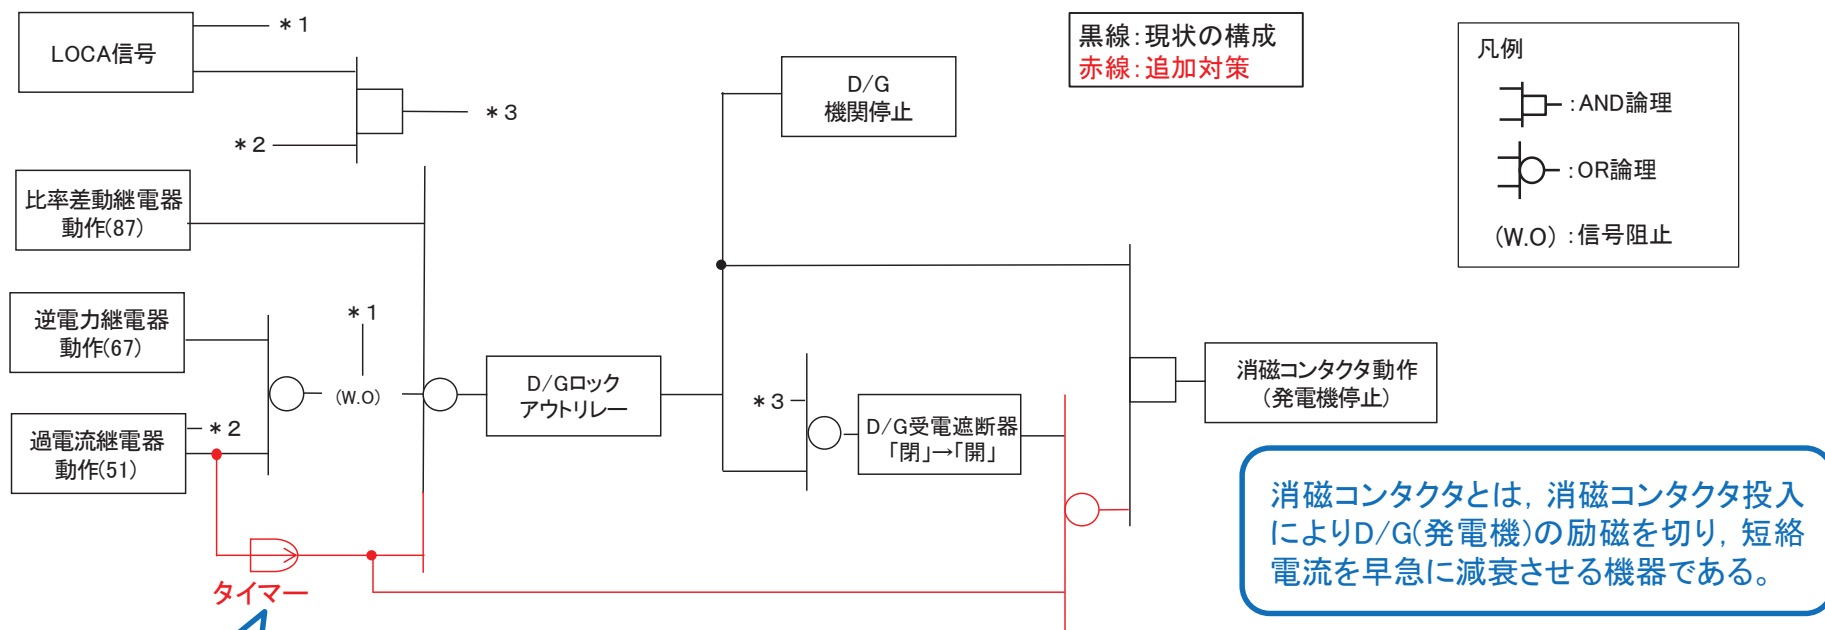 LOCA信号
*1
*2
*3
比率差動継電器
動作(87)
逆電力継電器
動作(67)
過電流継電器
動作(51)
*2
*1
(W.O)
タイマー
D/Gロック
アウトリレー
D/G
機関停止
*3
D/G受電遮断器
「閉」→「開」
消磁コンタクタ動作
(発電機停止)
黒線:現状の構成
赤線:追加対策
凡例
:AND論理
:OR論理
(W.O):信号阻止
消磁コンタクタとは,消磁コンタクタ投入
によりD/G(発電機)の励磁を切り,短絡
電流を早急に減衰させる機器である。